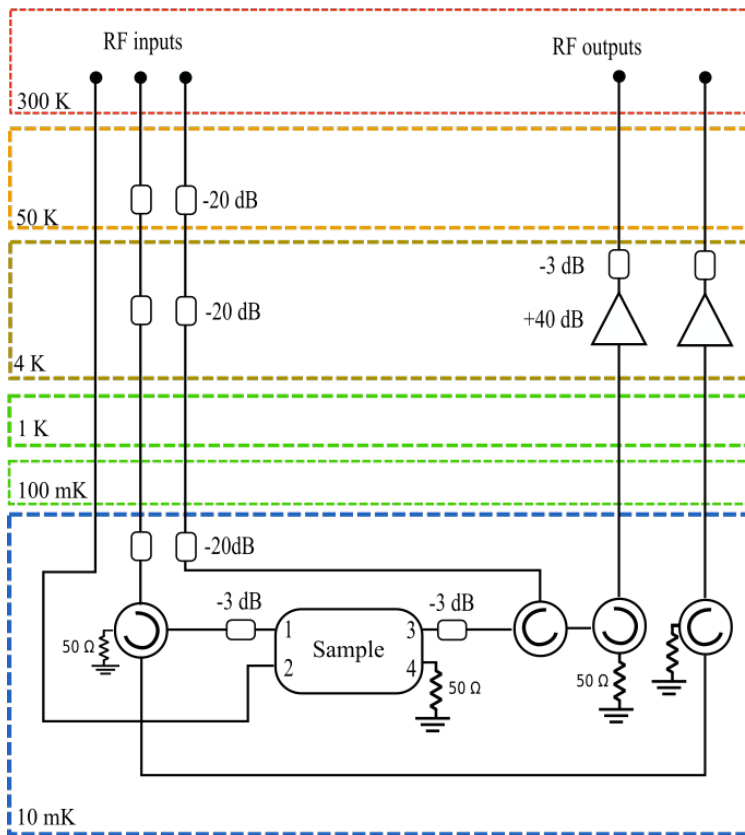 RF inputs
RF outputs
300 K
-20 dB
50 K
-3 dB
-20 dB
+40 dB
4 K
1 K
100 mK
-20dB
-3 dB
-3 dB
1
3
50 Ω
Sample
2
4
50 Ω
50 Ω
10 mK